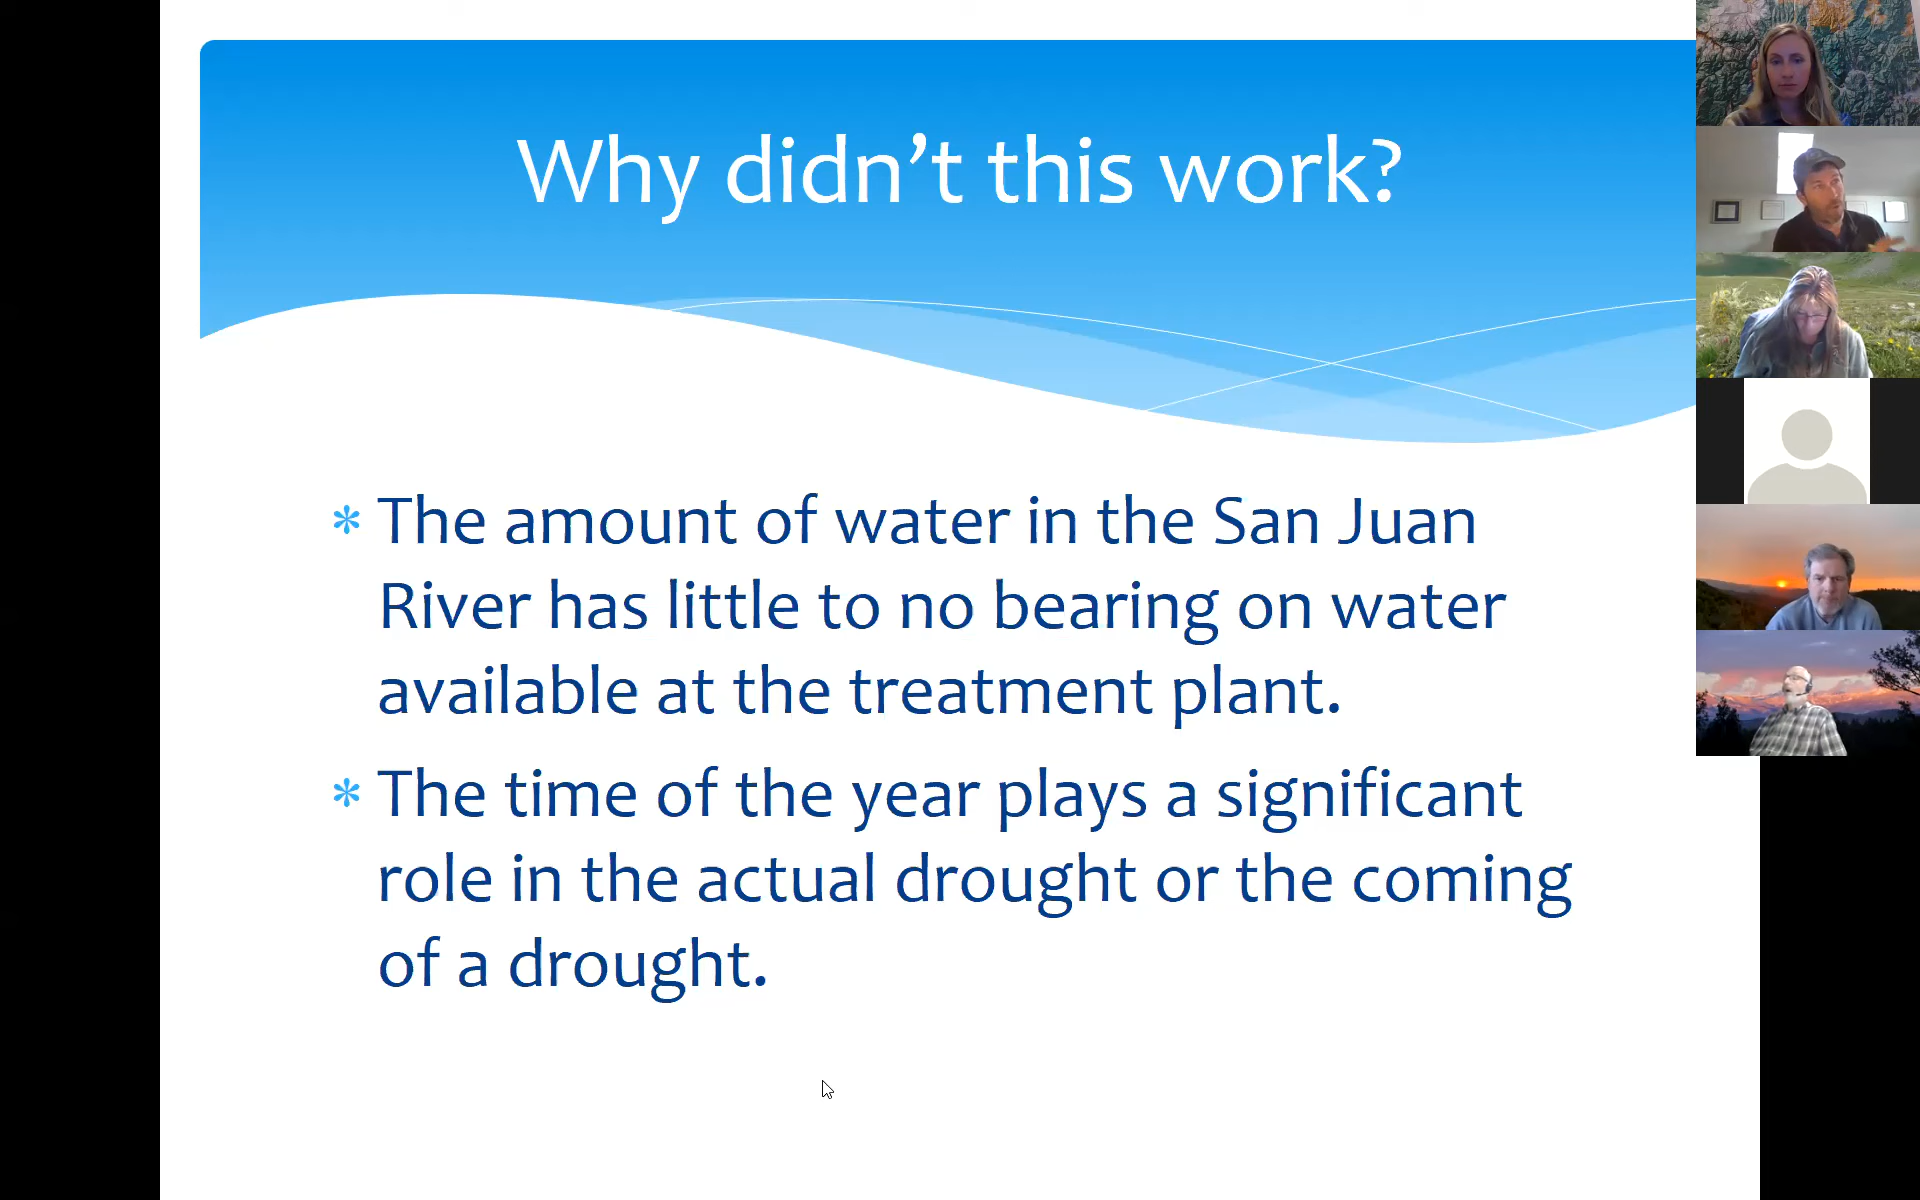 Why didn’t this work?
* The amount of water in the San Juan
River has little to no bearing on water
available at the treatment plant.
* The time of the year plays a significant
role in the actual drought or the coming
of a drought.